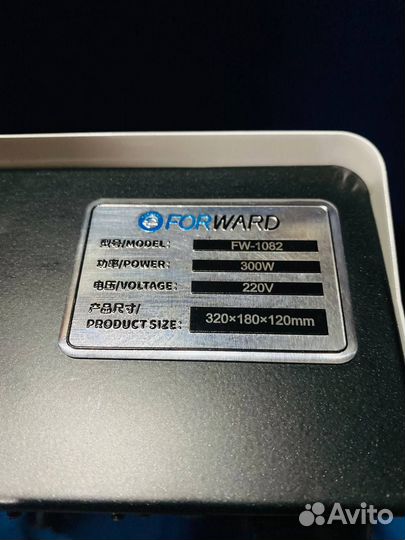 FORWARD
型号/MODEL: FW-1082
功率/POWER: 300W
电压/VOLTAGE: 220V
产品尺寸/
PRODUCT SIZE: 320×180×120mm
Avito